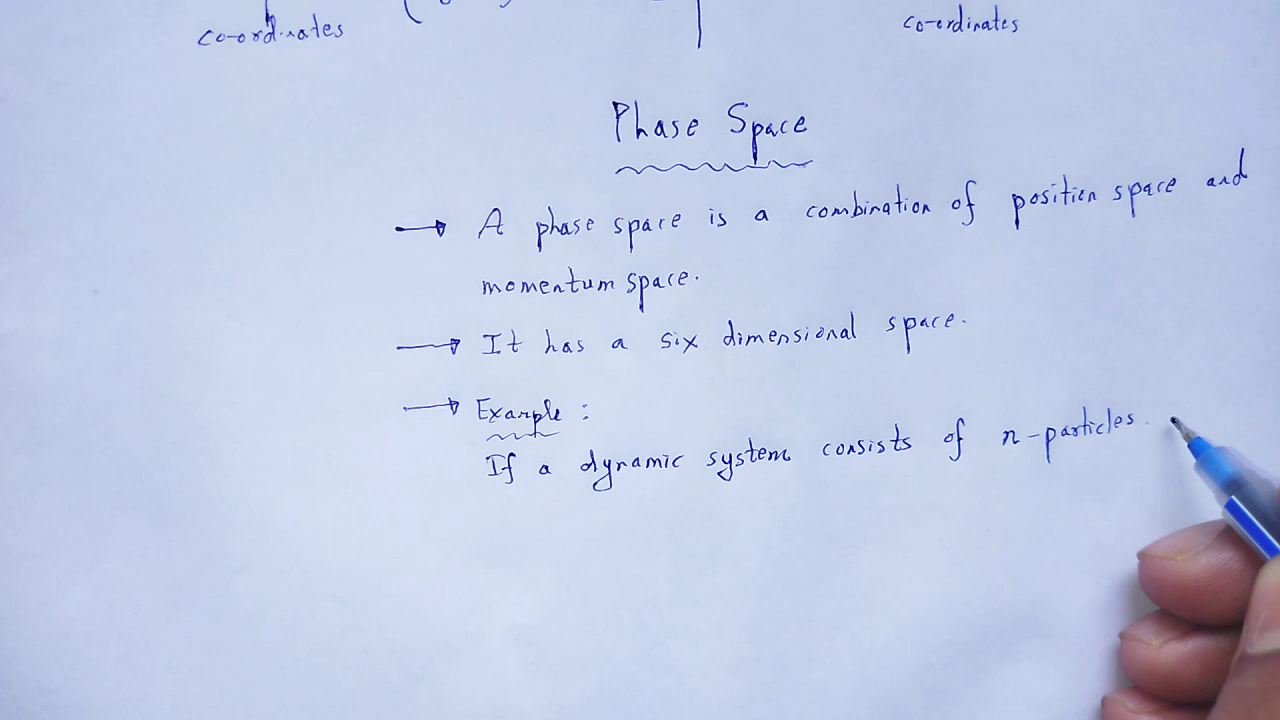 co-ordinates
co-ordinates
Phase Space
→ A phase space is a combination of position space and
momentum space.
→ It has a six dimensional space.
→ Example :
If a dynamic system consists of n-particles.